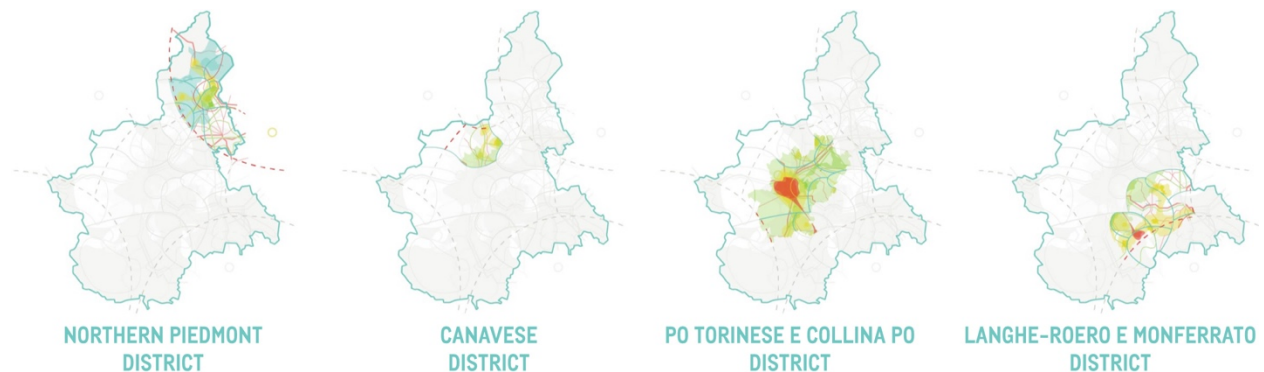 NORTHERN PIEDMONT
DISTRICT
CANAVESE
DISTRICT
PO TORINESE E COLLINA PO
DISTRICT
LANGHE-ROERO E MONFERRATO
DISTRICT